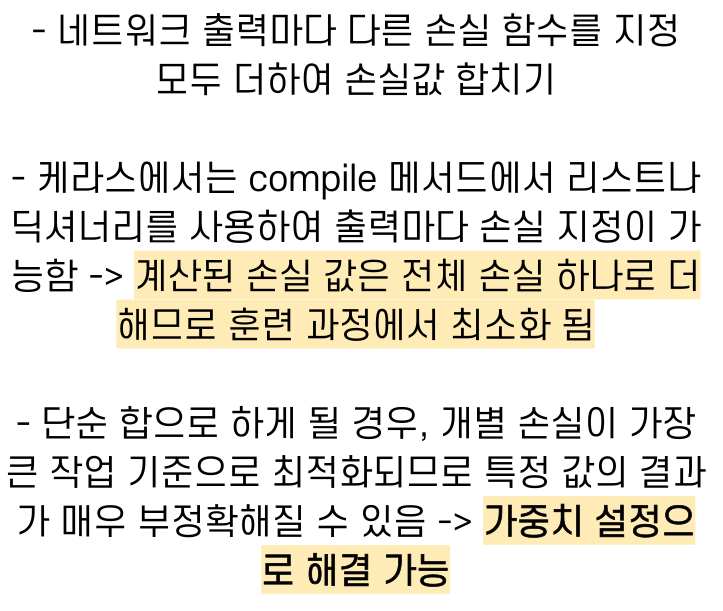 - 네트워크 출력마다 다른 손실 함수를 지정
모두 더하여 손실값 합치기
- 케라스에서는 compile 메서드에서 리스트나
딕셔너리를 사용하여 출력마다 손실 지정이 가
능함 -> 계산된 손실 값은 전체 손실 하나로 더
해므로 훈련 과정에서 최소화 됨
- 단순 합으로 하게 될 경우, 개별 손실이 가장
큰 작업 기준으로 최적화되므로 특정 값의 결과
가 매우 부정확해질 수 있음 -> 가중치 설정으
로 해결 가능